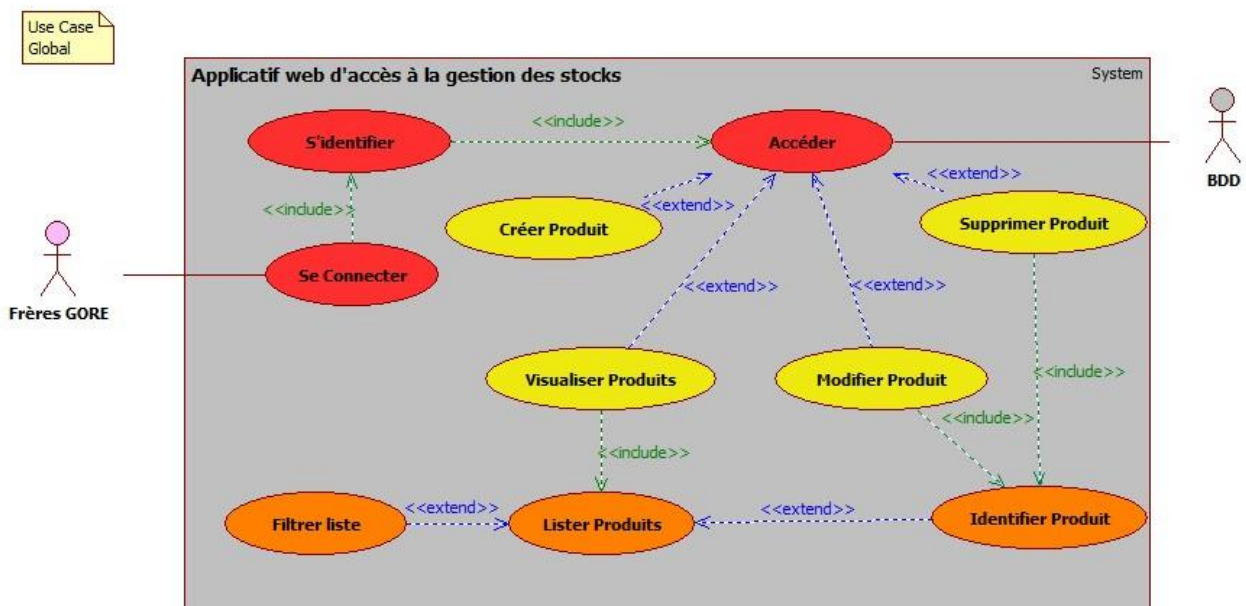 Use Case
Global
Applicatif web d'accès à la gestion des stocks
System
S'identifier
<<include>>
Accéder
BDD
<<include>>
<<extend>>
<<extend>>
Créer Produit
Supprimer Produit
Frères GORE
Se Connecter
<<extend>>
<<extend>>
Visualiser Produits
Modifier Produit
<<include>>
<<include>>
<<include>>
Filtrer liste
<<extend>>
Lister Produits
<<extend>>
Identifier Produit